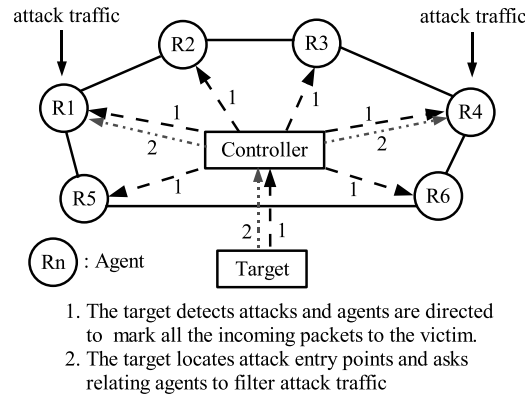 attack traffic
attack traffic
R2
R3
R1
R4
1
1
1
1
2
2
Controller
1
1
R5
R6
2
1
Rn : Agent
Target
1. The target detects attacks and agents are directed
to mark all the incoming packets to the victim.
2. The target locates attack entry points and asks
relating agents to filter attack traffic